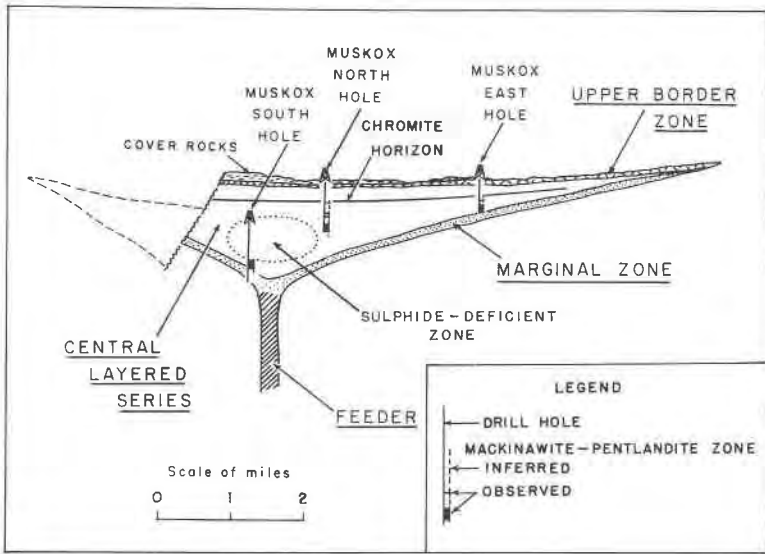 MUSKOX
NORTH
HOLE
MUSKOX
SOUTH
HOLE
MUSKOX
EAST
HOLE
UPPER BORDER
ZONE
CHROMITE
HORIZON
COVER ROCKS
MARGINAL ZONE
SULPHIDE-DEFICIENT
ZONE
CENTRAL
LAYERED
SERIES
FEEDER
Scale of miles
0 1 2
LEGEND
DRILL HOLE
MACKINAWITE-PENTLANDITE ZONE
INFERRED
OBSERVED